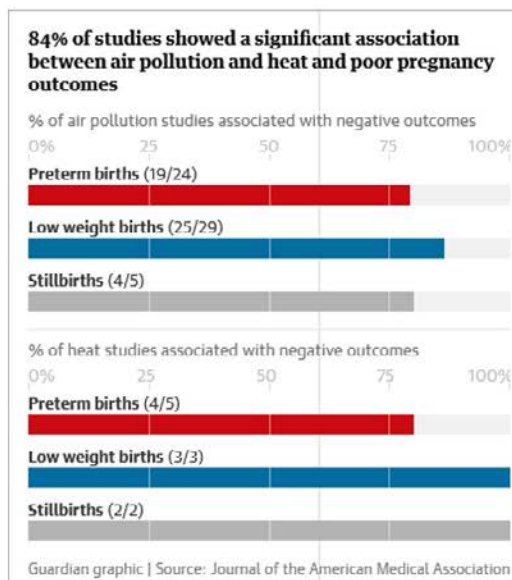 84% of studies showed a significant association
between air pollution and heat and poor pregnancy
outcomes
% of air pollution studies associated with negative outcomes
0% 25 50 75 100%
Preterm births (19/24)
Low weight births (25/29)
Stillbirths (4/5)
% of heat studies associated with negative outcomes
0% 25 50 75 100%
Preterm births (4/5)
Low weight births (3/3)
Stillbirths (2/2)
Guardian graphic | Source: Journal of the American Medical Association